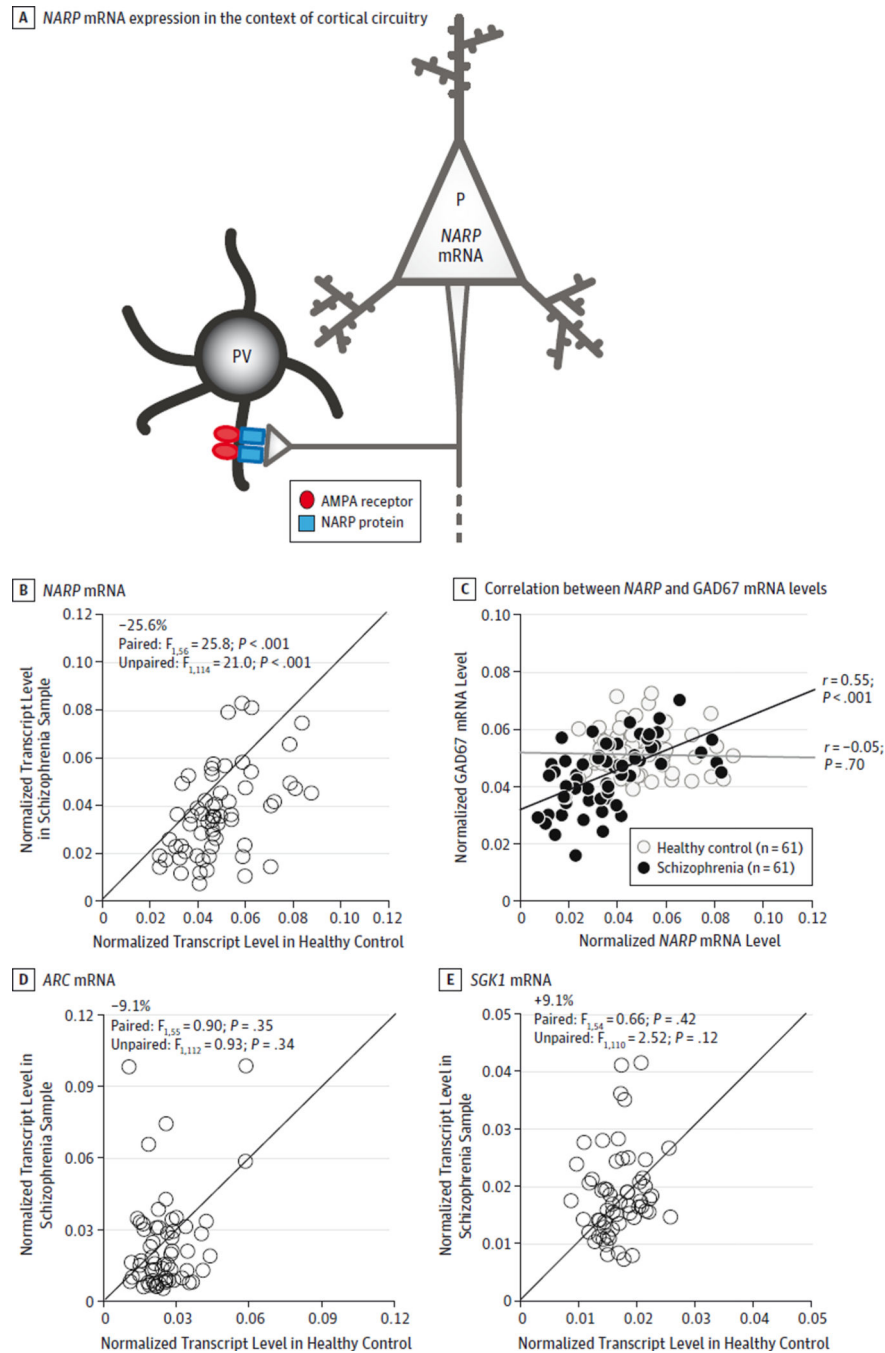 A NARP mRNA expression in the context of cortical circuitry
P
NARP
mRNA
PV
AMPA receptor
NARP protein
B NARP mRNA
−25.6%
Paired: F1,56 = 25.8; P < .001
Unpaired: F1,114 = 21.0; P < .001
Normalized Transcript Level
in Schizophrenia Sample
0.12
0.10
0.08
0.06
0.04
0.02
0
0 0.02 0.04 0.06 0.08 0.10 0.12
Normalized Transcript Level in Healthy Control
C Correlation between NARP and GAD67 mRNA levels
Normalized GAD67 mRNA Level
0.10
0.08
0.06
0.04
0.02
0
r = 0.55;
P < .001
r = −0.05;
P = .70
Healthy control (n = 61)
Schizophrenia (n = 61)
0 0.02 0.04 0.06 0.08 0.10 0.12
Normalized NARP mRNA Level
D ARC mRNA
−9.1%
Paired: F1,55 = 0.90; P = .35
Unpaired: F1,112 = 0.93; P = .34
Normalized Transcript Level in
Schizophrenia Sample
0.12
0.09
0.06
0.03
0
0 0.03 0.06 0.09 0.12
Normalized Transcript Level in Healthy Control
E SGK1 mRNA
+9.1%
Paired: F1,54 = 0.66; P = .42
Unpaired: F1,110 = 2.52; P = .12
Normalized Transcript Level in
Schizophrenia Sample
0.05
0.04
0.03
0.02
0.01
0
0 0.01 0.02 0.03 0.04 0.05
Normalized Transcript Level in Healthy Control